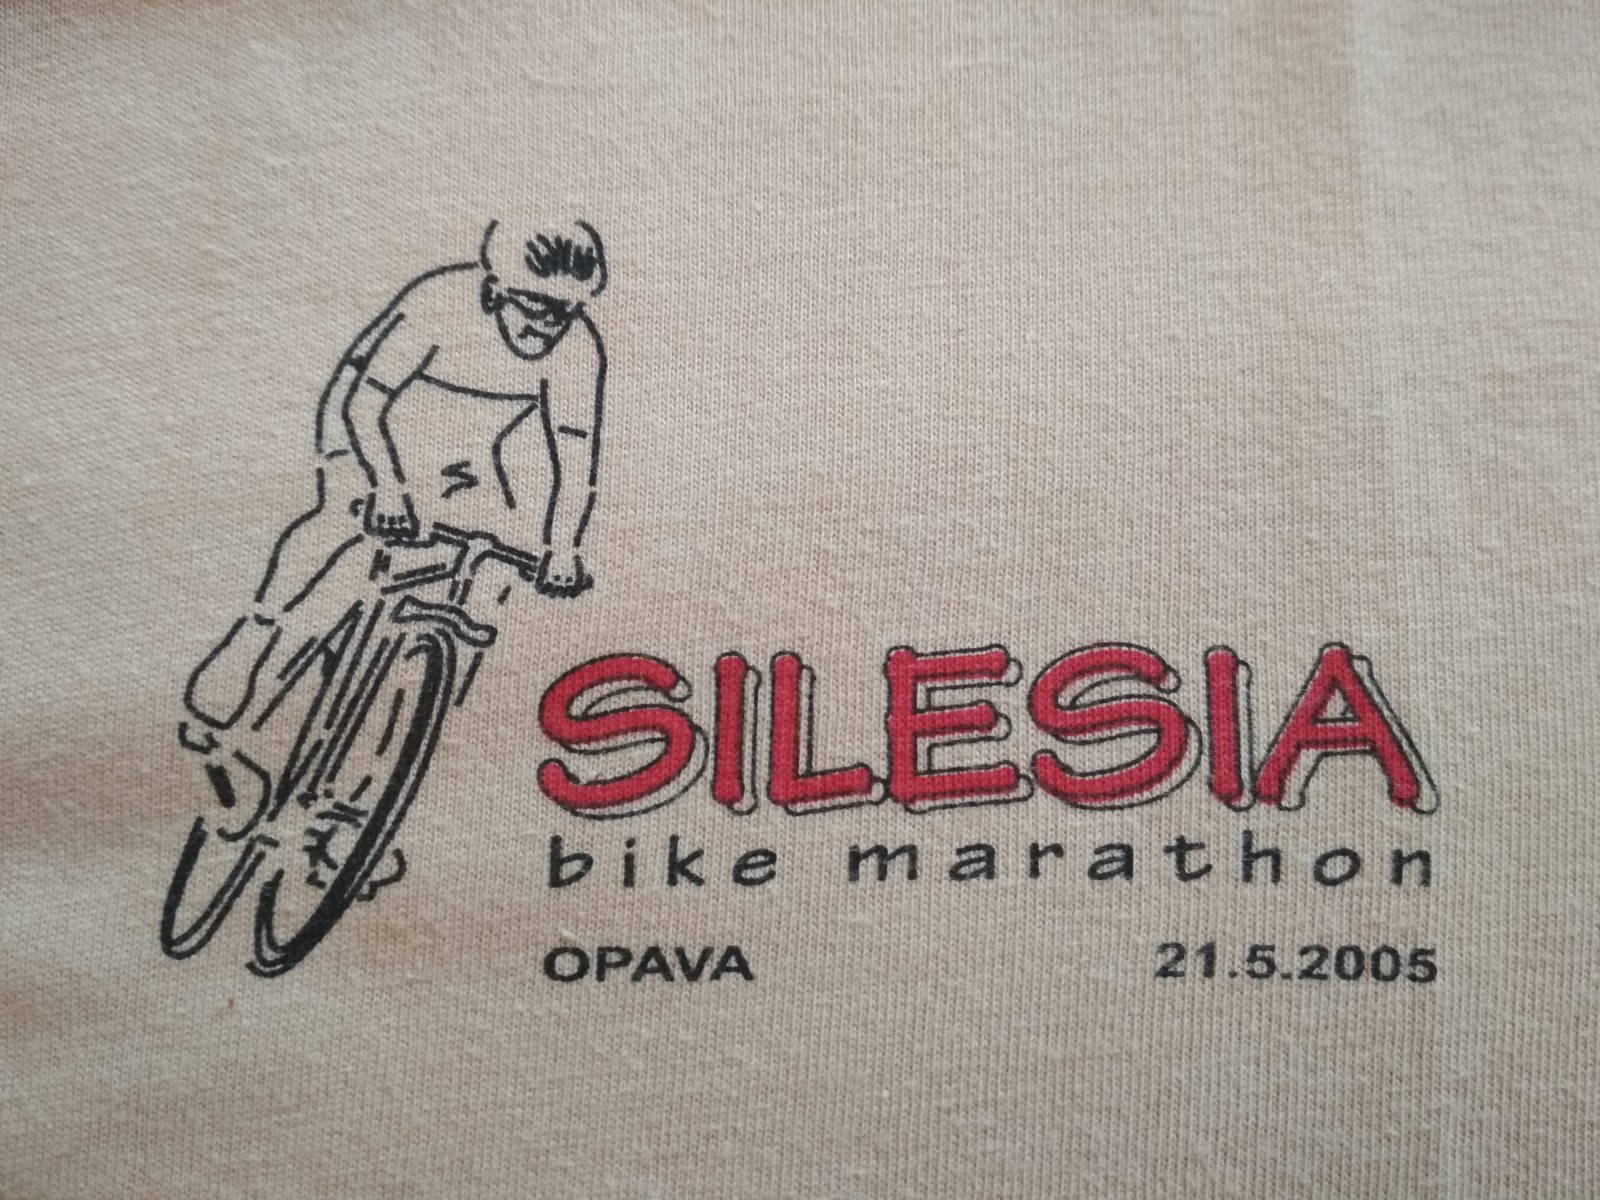 SILESIA
bike marathon
OPAVA 21.5.2005